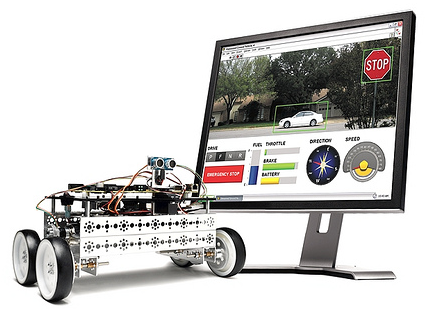 STOP
DRIVE
FUEL THROTTLE
DIRECTION
SPEED
P F N R
BRAKE
EMERGENCY STOP
BATTERY